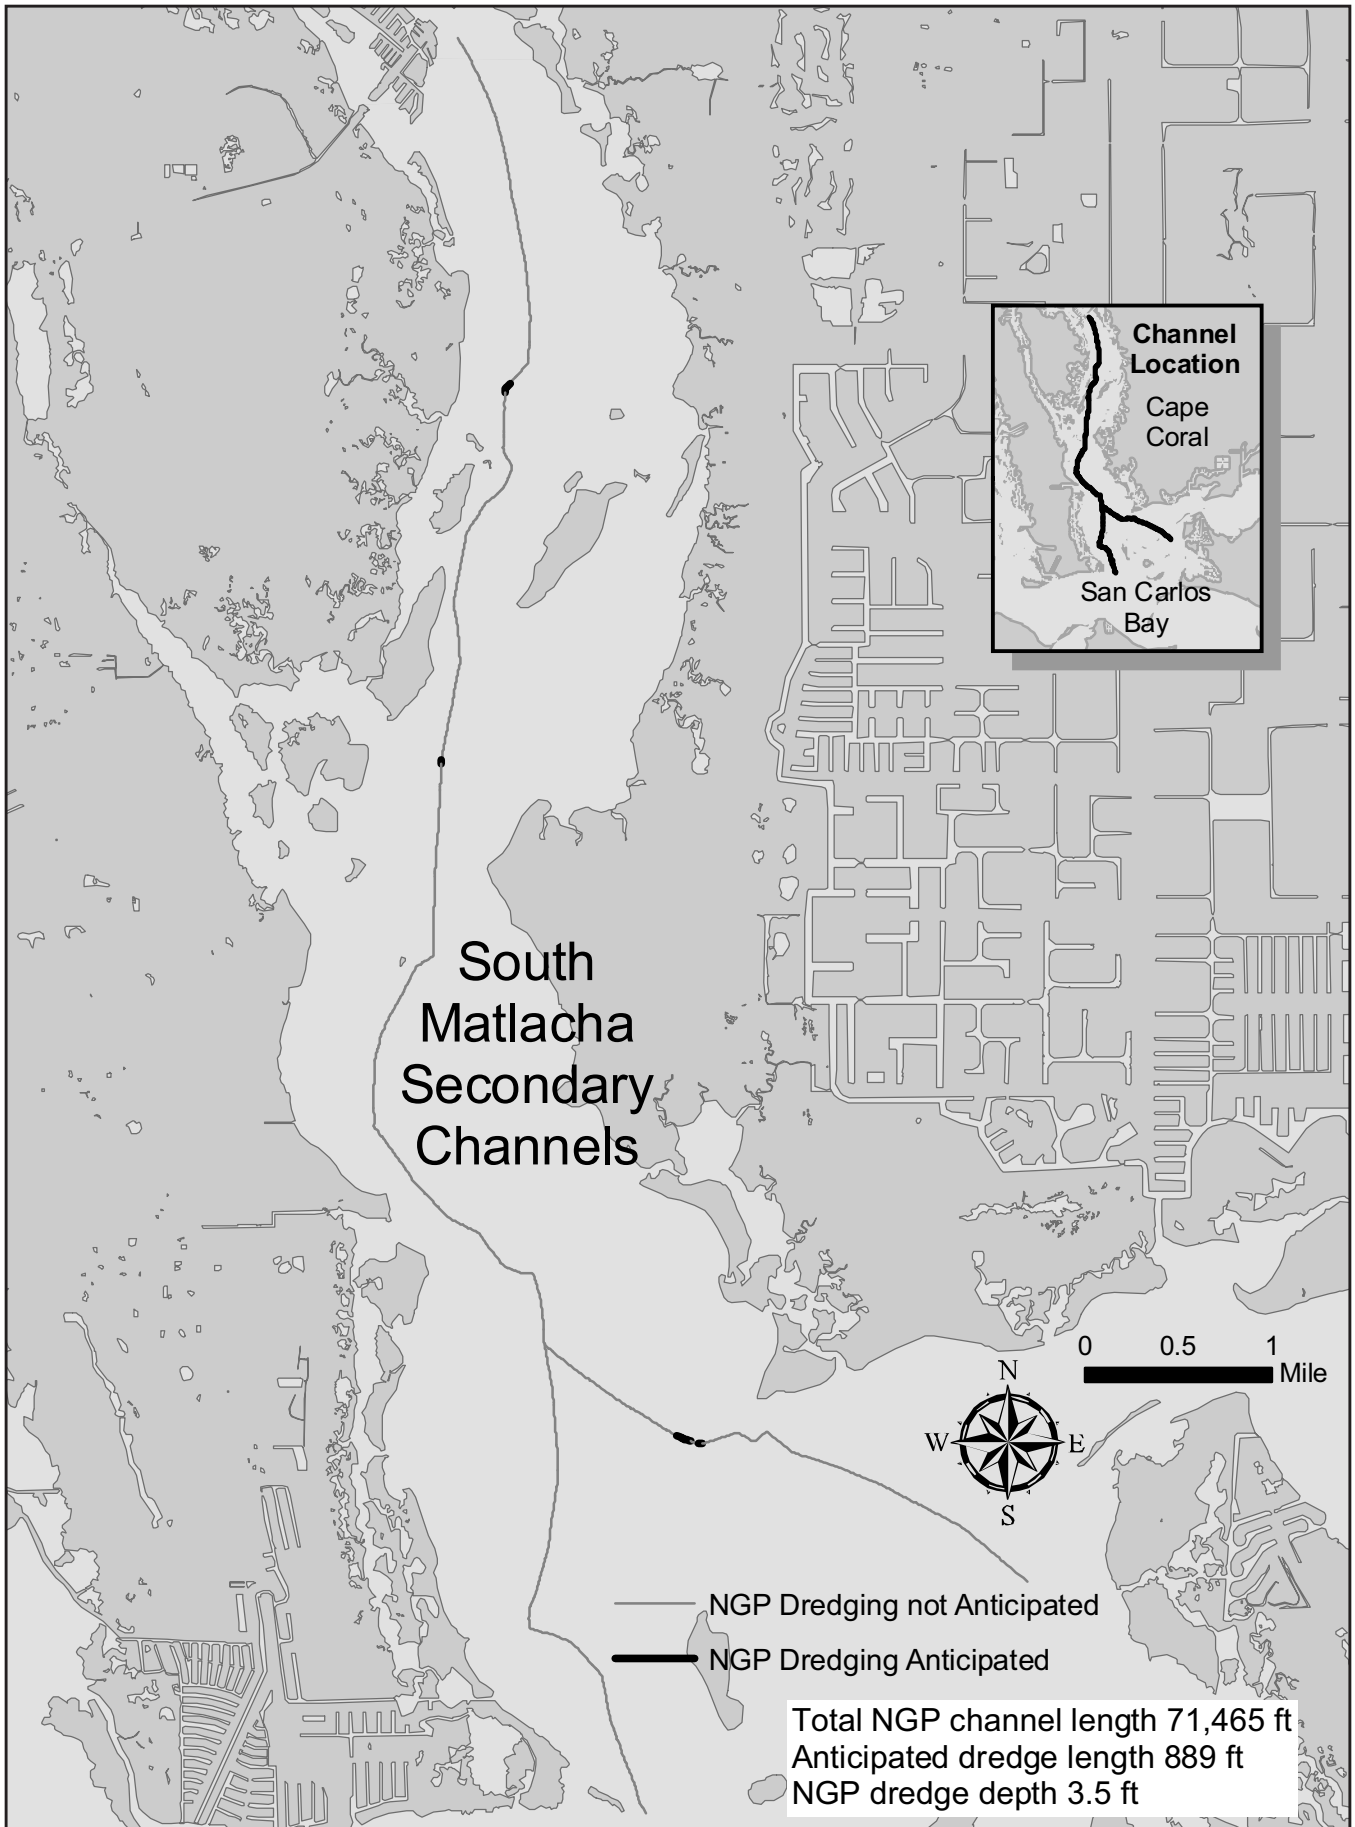 Channel
Location
Cape
Coral
San Carlos
Bay
South
Matlacha
Secondary
Channels
0 0.5 1
Mile
N
W E
S
NGP Dredging not Anticipated
NGP Dredging Anticipated
Total NGP channel length 71,465 ft
Anticipated dredge length 889 ft
NGP dredge depth 3.5 ft